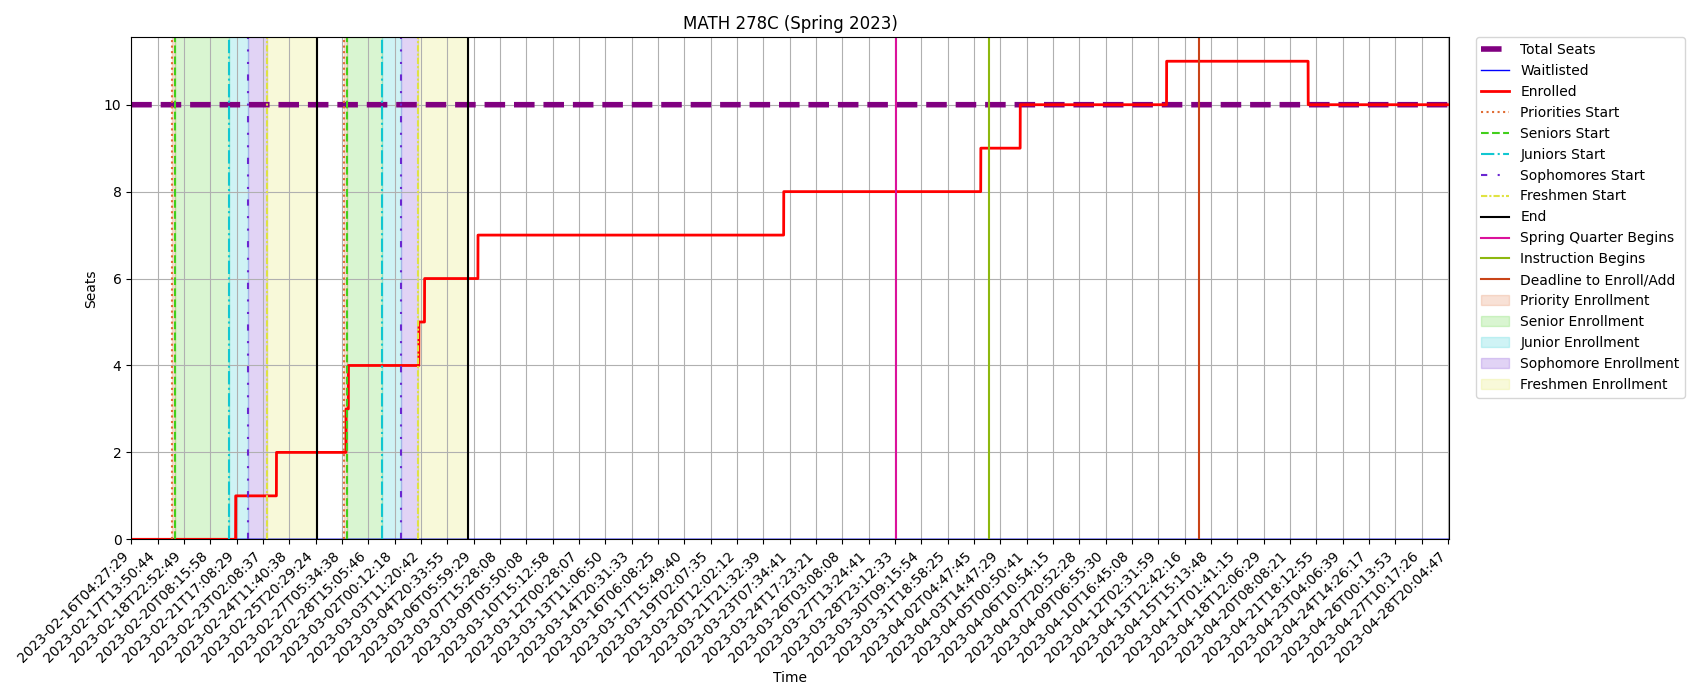 MATH 278C (Spring 2023)
Seats
10
8
6
4
2
0
2023-02-16T04:27:29
2023-02-17T13:50:44
2023-02-18T22:52:49
2023-02-20T08:15:58
2023-02-21T17:08:29
2023-02-23T02:08:37
2023-02-24T11:40:38
2023-02-25T20:29:24
2023-02-27T05:34:38
2023-02-28T15:05:46
2023-03-02T00:12:18
2023-03-03T11:20:42
2023-03-04T20:33:55
2023-03-06T05:59:29
2023-03-07T15:28:08
2023-03-09T05:50:08
2023-03-10T15:12:58
2023-03-12T00:28:07
2023-03-13T11:06:50
2023-03-14T20:31:33
2023-03-16T06:08:25
2023-03-17T15:49:40
2023-03-19T02:07:35
2023-03-20T12:02:12
2023-03-21T21:32:39
2023-03-23T07:34:41
2023-03-24T17:23:21
2023-03-26T03:08:08
2023-03-27T13:24:41
2023-03-28T23:12:33
2023-03-30T09:15:54
2023-03-31T18:58:25
2023-04-02T04:47:45
2023-04-03T14:47:29
2023-04-05T00:50:41
2023-04-06T10:54:15
2023-04-07T20:52:28
2023-04-09T06:55:30
2023-04-10T16:45:08
2023-04-12T02:31:59
2023-04-13T12:42:16
2023-04-15T15:13:48
2023-04-17T01:41:15
2023-04-18T12:06:29
2023-04-20T08:08:21
2023-04-21T18:12:55
2023-04-23T04:06:39
2023-04-24T14:26:17
2023-04-26T00:13:53
2023-04-27T10:17:26
2023-04-28T20:04:47
Time
Total Seats
Waitlisted
Enrolled
Priorities Start
Seniors Start
Juniors Start
Sophomores Start
Freshmen Start
End
Spring Quarter Begins
Instruction Begins
Deadline to Enroll/Add
Priority Enrollment
Senior Enrollment
Junior Enrollment
Sophomore Enrollment
Freshmen Enrollment